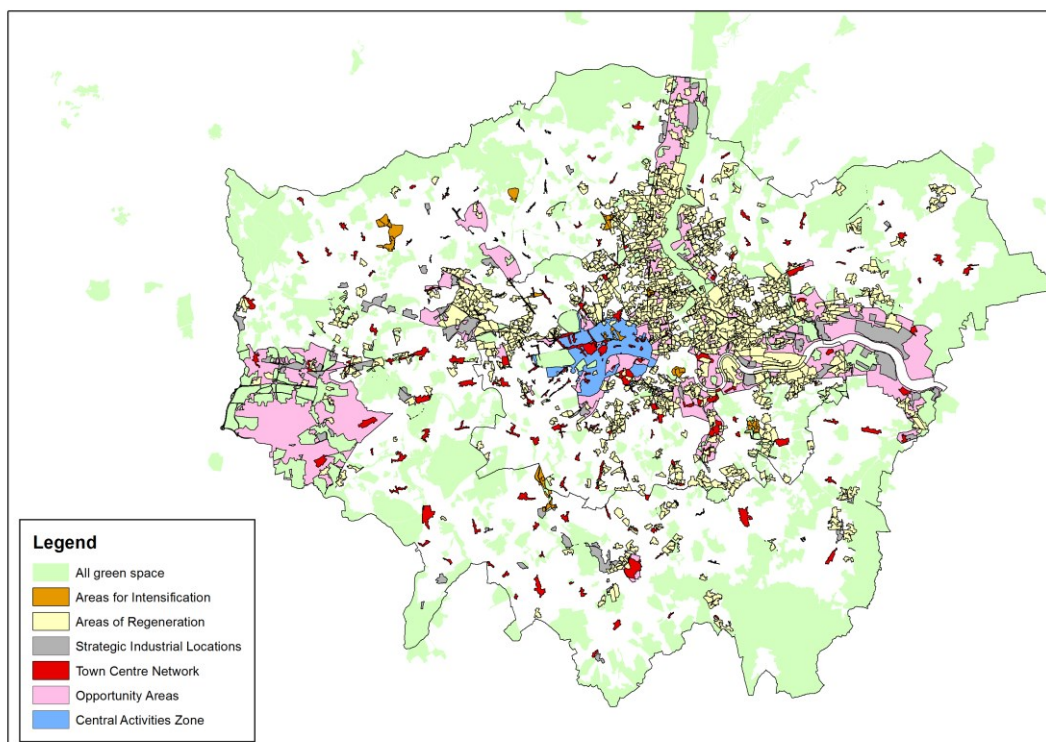 Legend
All green space
Areas for Intensification
Areas of Regeneration
Strategic Industrial Locations
Town Centre Network
Opportunity Areas
Central Activities Zone